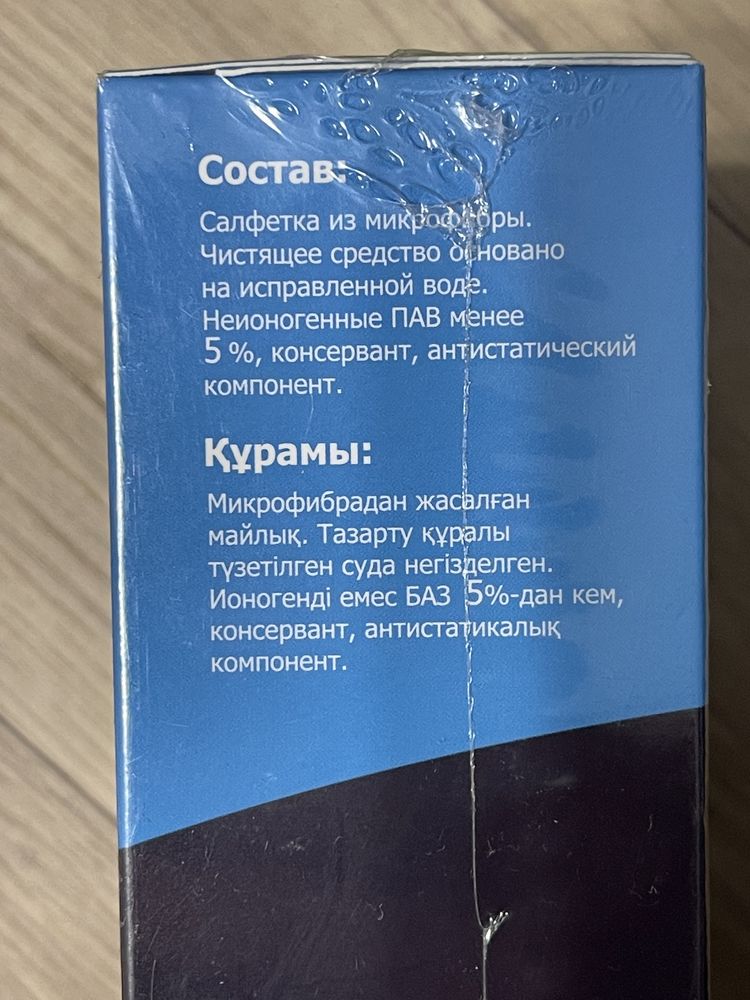 Состав:
Салфетка из микрофибры.
Чистящее средство основано
на исправленной воде.
Неионогенные ПАВ менее
5 %, консервант, антистатический
компонент.
Құрамы:
Микрофибрадан жасалған
майлық. Тазарту құралы
түзетілген суда негізделген.
Ионогенді емес БАЗ 5%-дан кем,
консервант, антистатикалық
компонент.